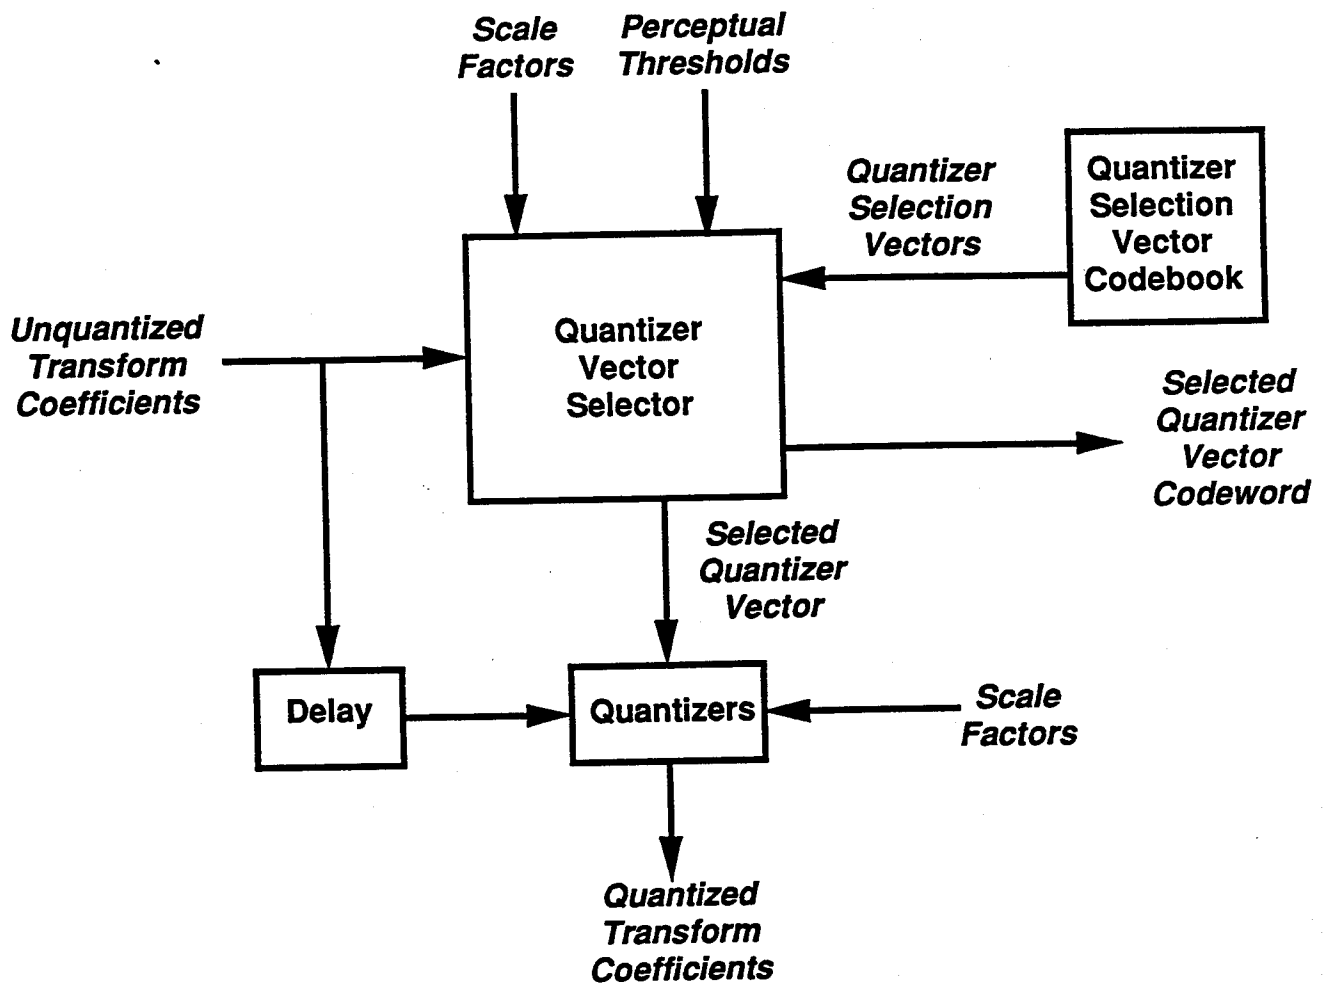 Scale
Factors
Perceptual
Thresholds
Quantizer
Selection
Vectors
Quantizer
Selection
Vector
Codebook
Unquantized
Transform
Coefficients
Quantizer
Vector
Selector
Selected
Quantizer
Vector
Codeword
Selected
Quantizer
Vector
Delay
Quantizers
Scale
Factors
Quantized
Transform
Coefficients